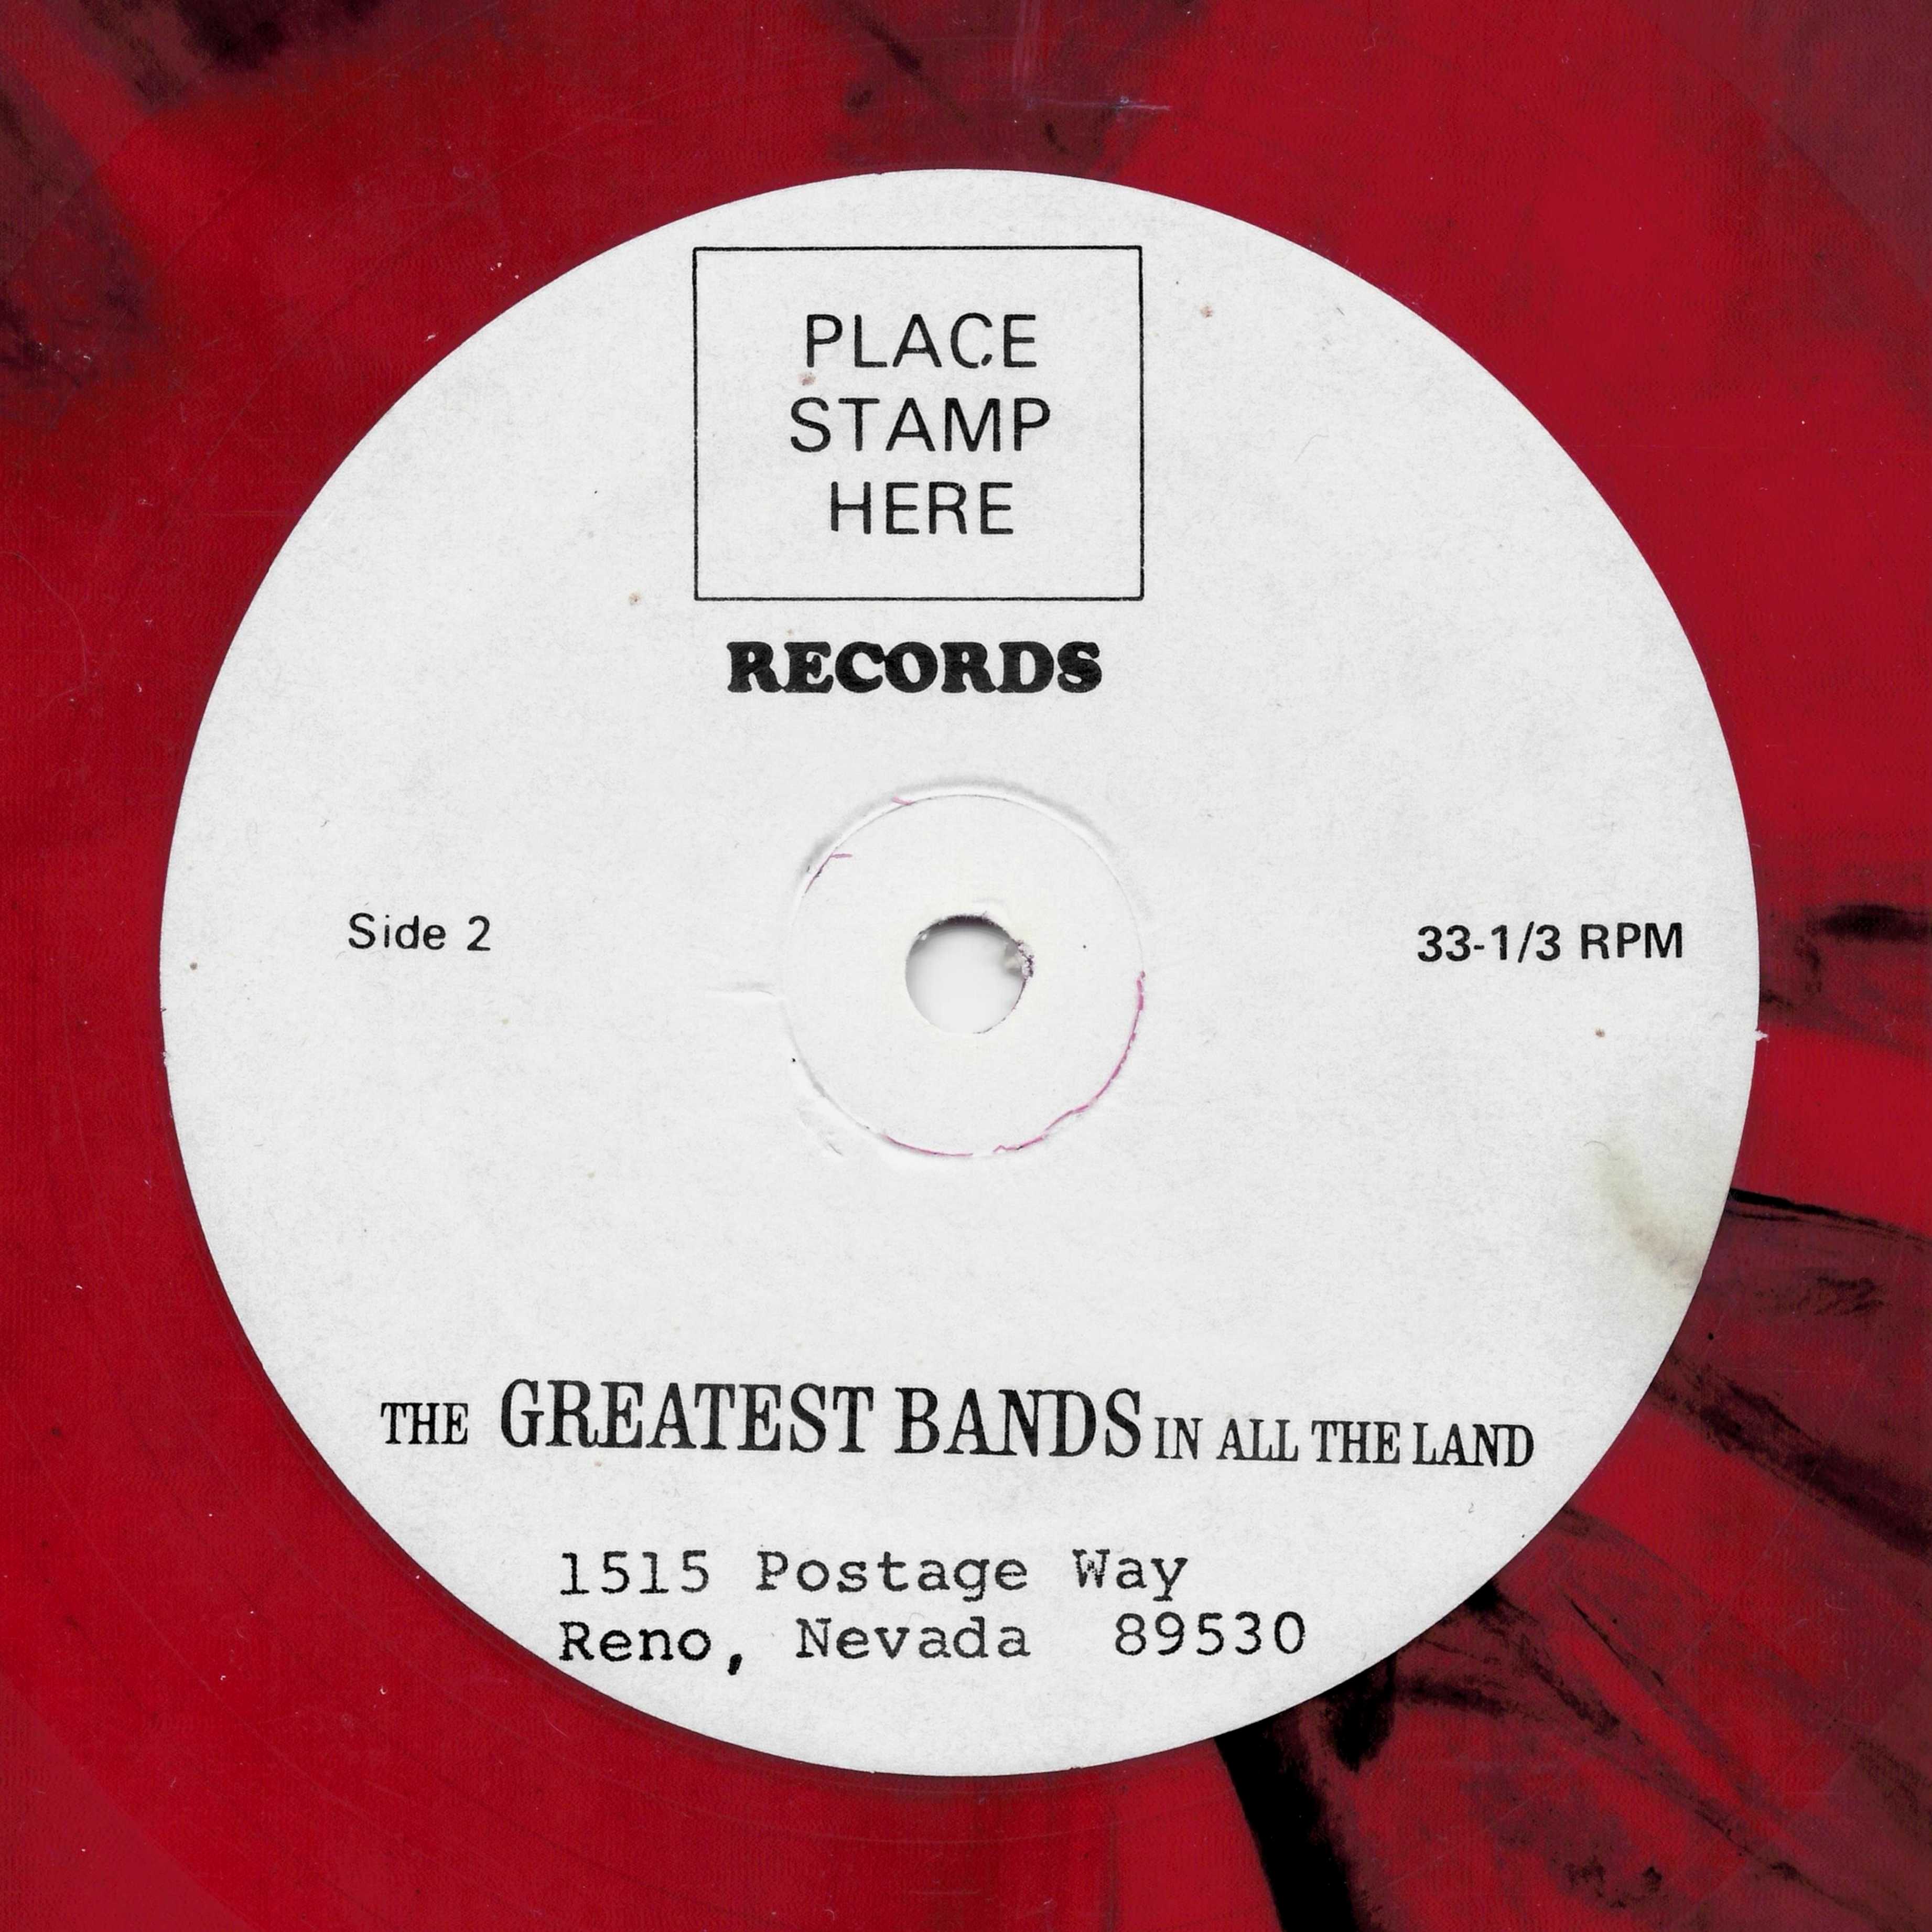 PLACE
STAMP
HERE
RECORDS
Side 2
33-1/3 RPM
THE GREATEST BANDS IN ALL THE LAND
1515 Postage Way
Reno, Nevada 89530